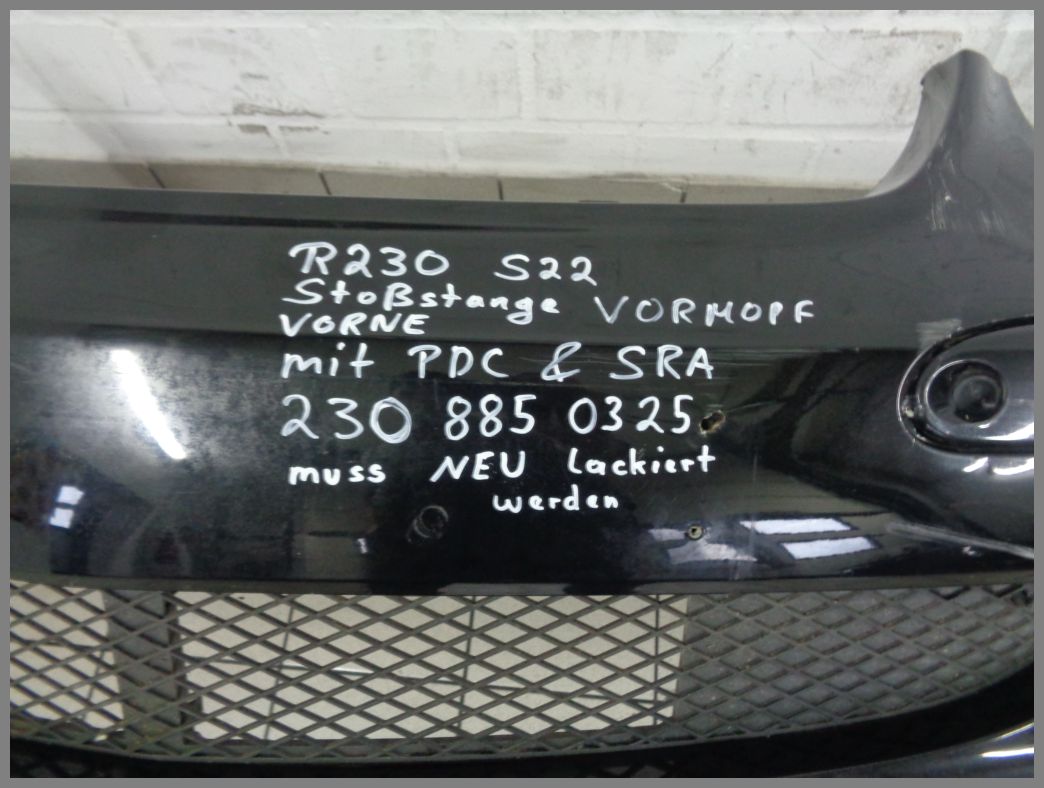 R230 S22
Stoßstange VORMOPF
VORNE
mit PDC & SRA
230 885 0325
muss NEU lackiert
werden